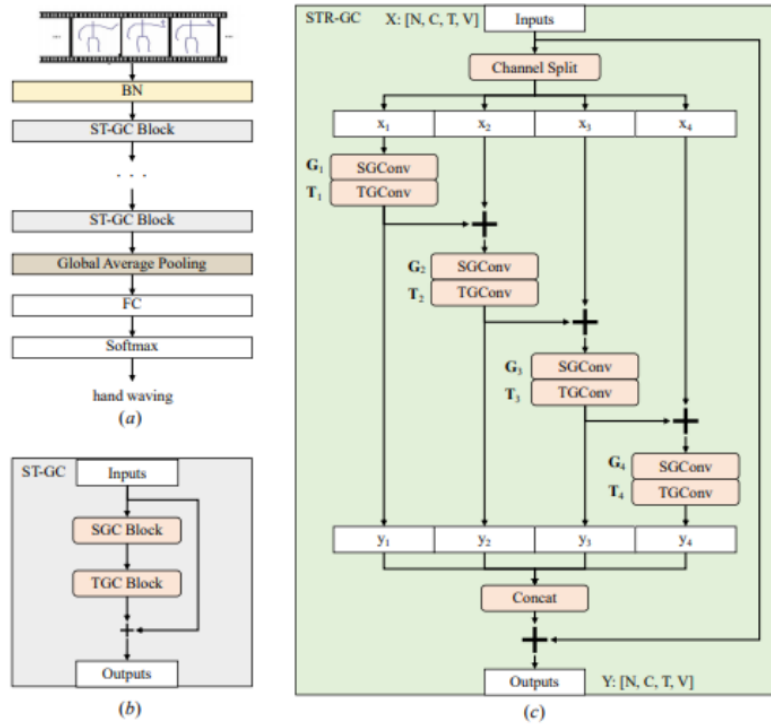 ... ...
BN
ST-GC Block
. . .
ST-GC Block
Global Average Pooling
FC
Softmax
hand waving
(a)
ST-GC
Inputs
SGC Block
TGC Block
+
Outputs
(b)
STR-GC X: [N, C, T, V] Inputs
Channel Split
x1 x2 x3 x4
G1 SGConv
T1 TGConv
+
G2 SGConv
T2 TGConv
+
G3 SGConv
T3 TGConv
+
G4 SGConv
T4 TGConv
y1 y2 y3 y4
Concat
+
Outputs Y: [N, C, T, V]
(c)